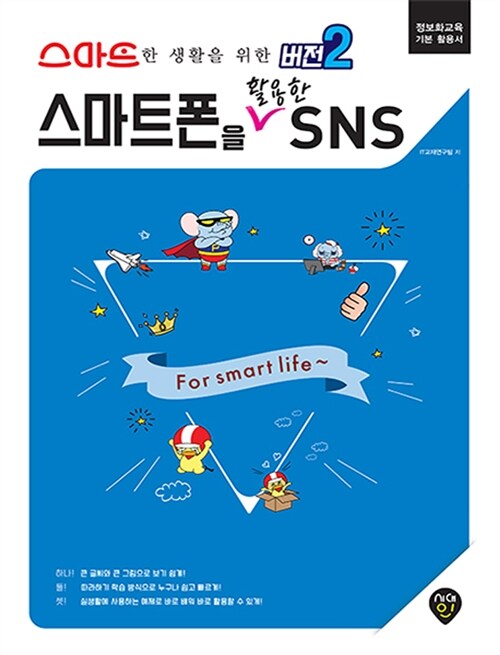 정보화교육
기본 활용서
스마트한 생활을 위한 버전2
스마트폰을 활용한 SNS
IT교재연구팀 저
For smart life~
하나! 큰 글씨와 큰 그림으로 보기 쉽게!
둘! 따라하기 학습 방식으로 누구나 쉽고 빠르게!
셋! 실생활에 사용하는 예제로 바로 배워 바로 활용할 수 있게!
시대인